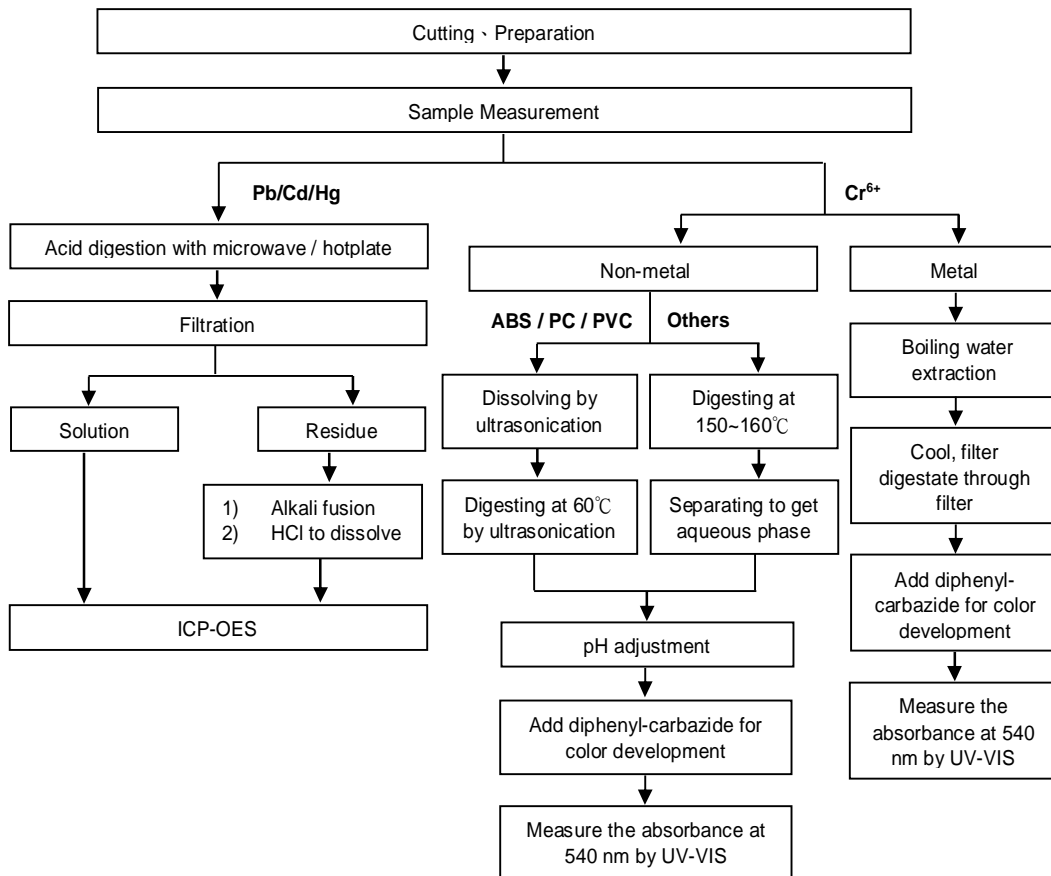 Cutting、Preparation
Sample Measurement
Pb/Cd/Hg
Cr⁶⁺
Acid digestion with microwave / hotplate
Non-metal
Metal
Filtration
ABS / PC / PVC
Others
Boiling water
extraction
Solution
Residue
Dissolving by
ultrasonication
Digesting at
150~160℃
Cool, filter
digestate through
filter
1) Alkali fusion
2) HCl to dissolve
Digesting at 60℃
by ultrasonication
Separating to get
aqueous phase
Add diphenyl-
carbazide for color
development
ICP-OES
pH adjustment
Measure the
absorbance at 540
nm by UV-VIS
Add diphenyl-carbazide for
color development
Measure the absorbance at
540 nm by UV-VIS